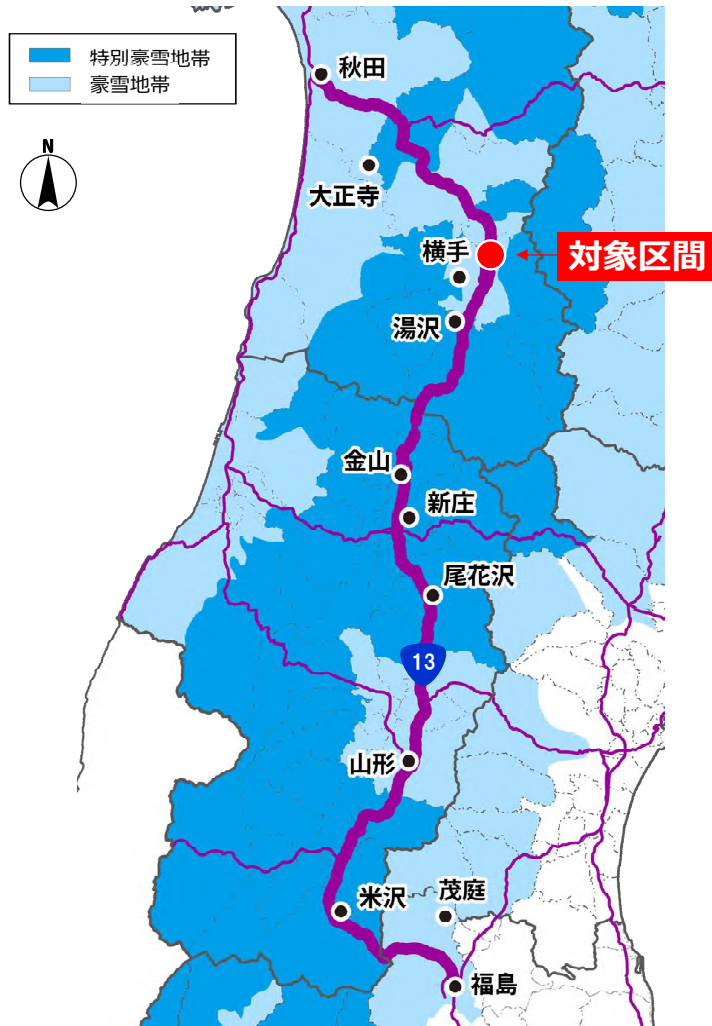 特別豪雪地帯
豪雪地帯
N
秋田
大正寺
横手
対象区間
湯沢
金山
新庄
尾花沢
13
山形
米沢
茂庭
福島